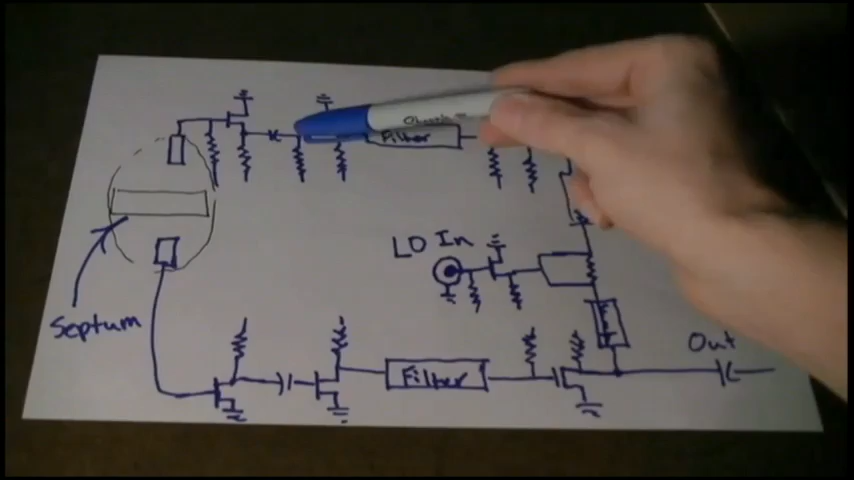 Filter
LO In
Septum
Out
Filter